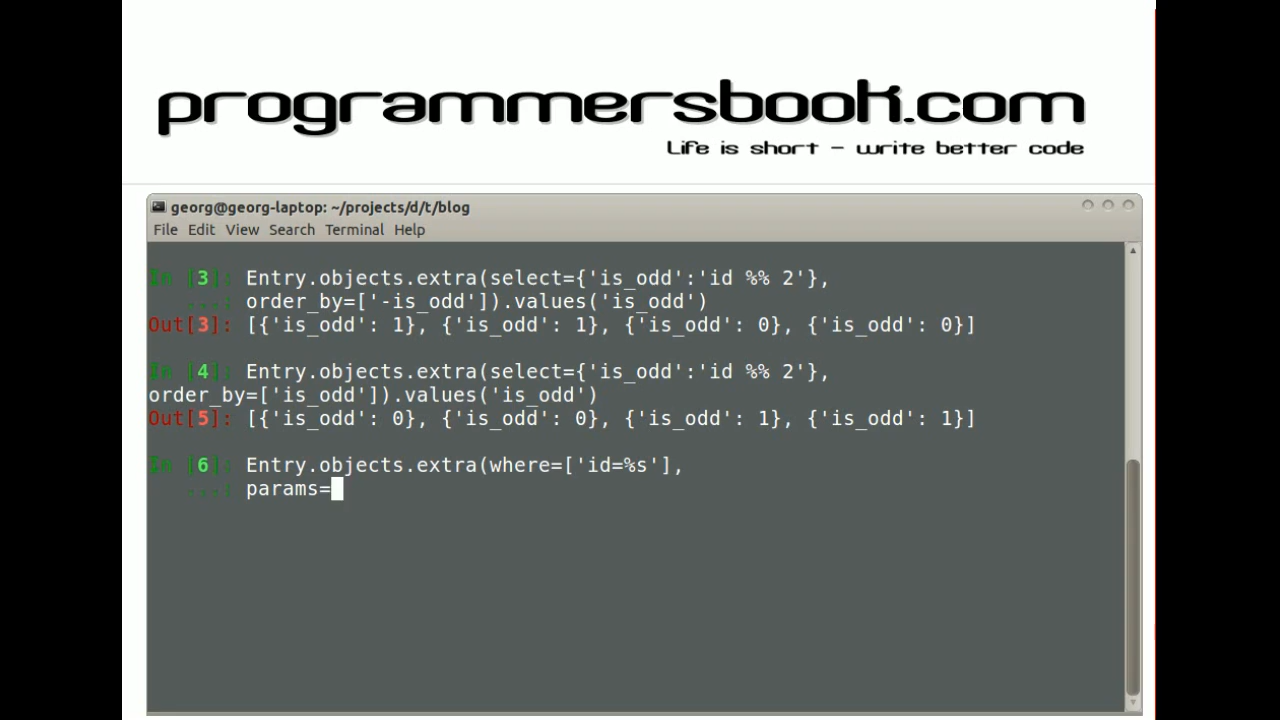 programmersbook.com
Life is short - write better code
georg@georg-laptop: ~/projects/d/t/blog
File Edit View Search Terminal Help
In [3]: Entry.objects.extra(select={'is_odd':'id %% 2'},
...: order_by=['-is_odd']).values('is_odd')
Out[3]: [{'is_odd': 1}, {'is_odd': 1}, {'is_odd': 0}, {'is_odd': 0}]
In [4]: Entry.objects.extra(select={'is_odd':'id %% 2'},
order_by=['is_odd']).values('is_odd')
Out[5]: [{'is_odd': 0}, {'is_odd': 0}, {'is_odd': 1}, {'is_odd': 1}]
In [6]: Entry.objects.extra(where=['id=%s'],
...: params=